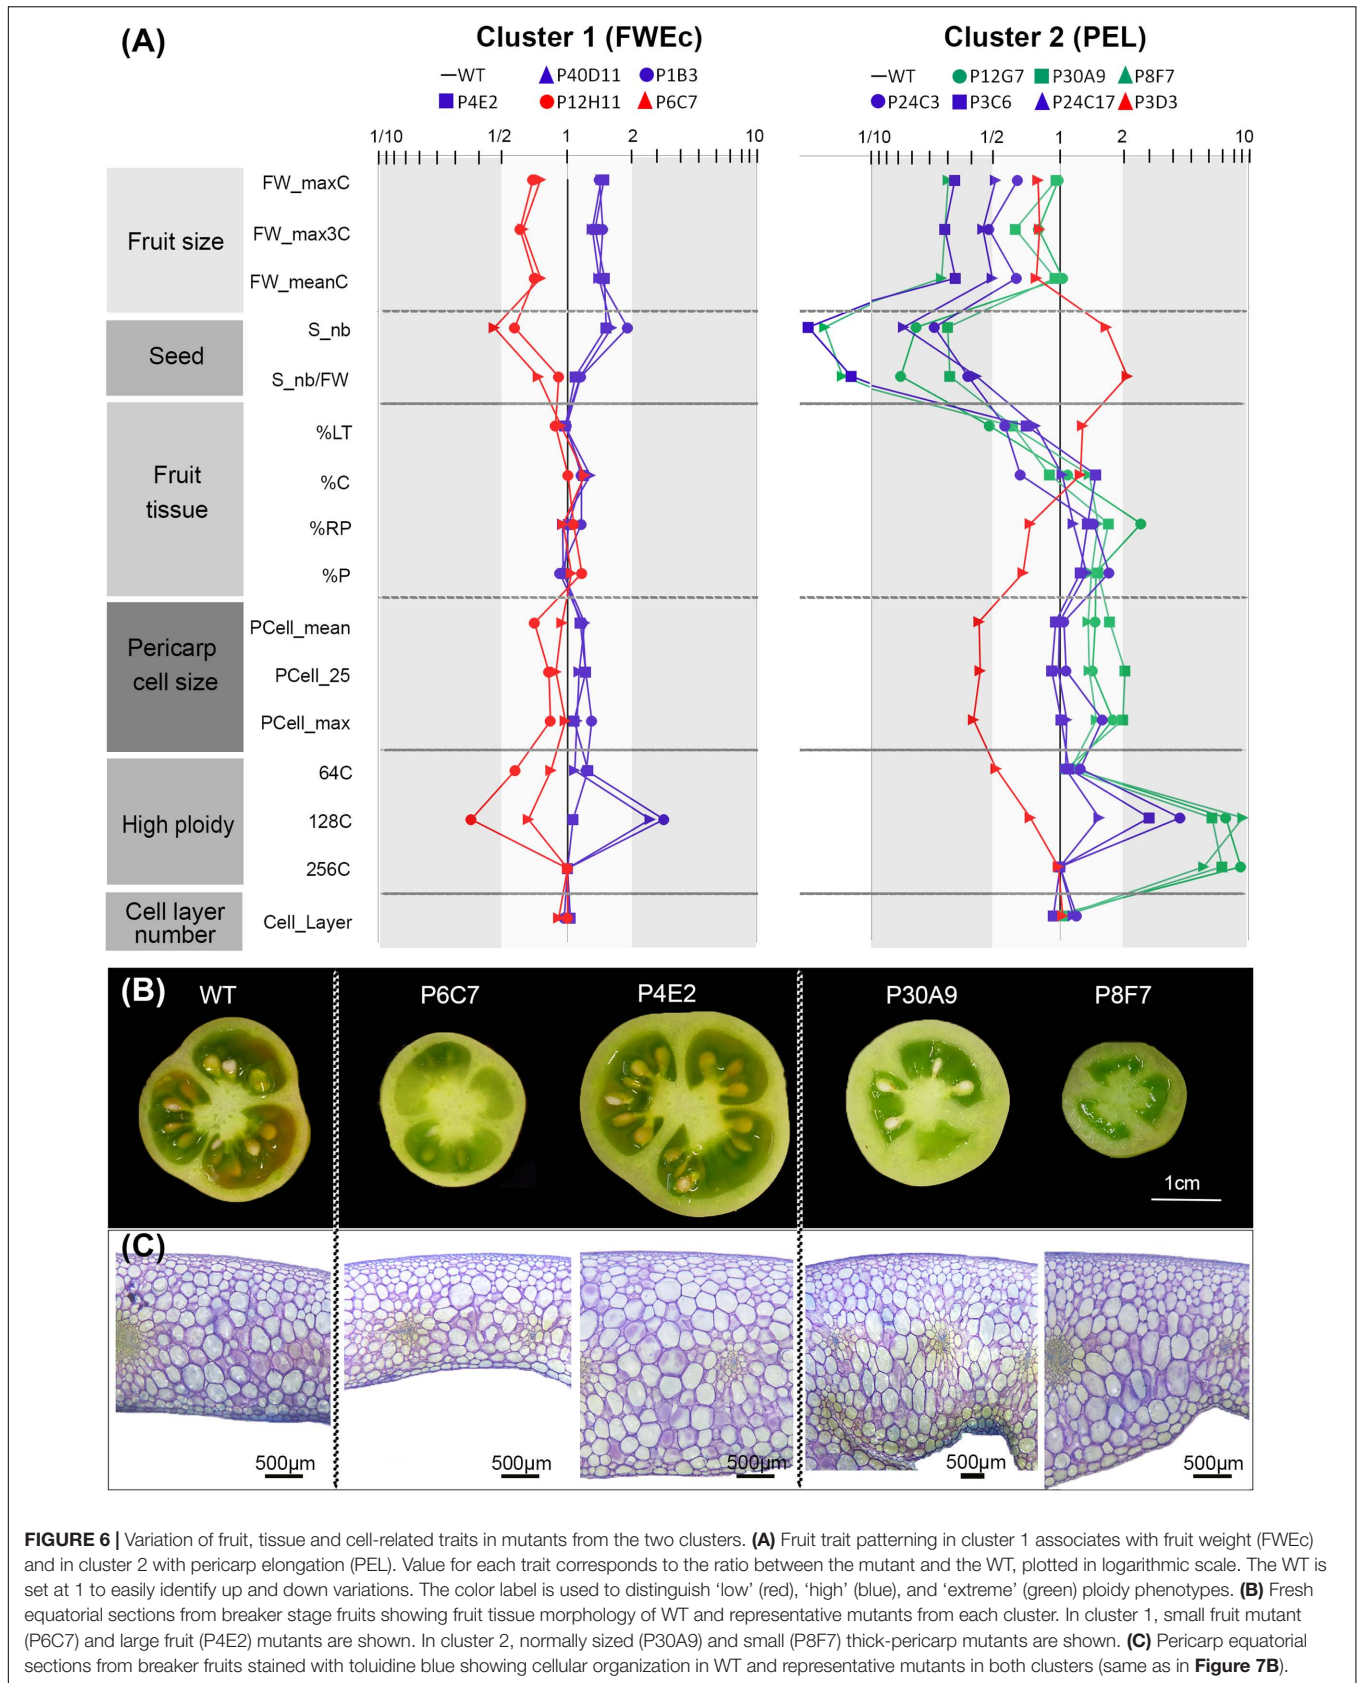 (A)
Cluster 1 (FWEc)
Cluster 2 (PEL)
WT P40D11 P1B3
P4E2 P12H11 P6C7
WT P12G7 P30A9 P8F7
P24C3 P3C6 P24C17 P3D3
1/10 1/2 1 2 10
1/10 1/2 1 2 10
Fruit size
FW_maxC
FW_max3C
FW_meanC
Seed
S_nb
S_nb/FW
Fruit
tissue
%LT
%C
%RP
%P
Pericarp
cell size
PCell_mean
PCell_25
PCell_max
High ploidy
64C
128C
256C
Cell layer
number
Cell_Layer
(B)
WT P6C7 P4E2 P30A9 P8F7
1cm
(C)
500µm 500µm 500µm 500µm 500µm
FIGURE 6 | Variation of fruit, tissue and cell-related traits in mutants from the two clusters. (A) Fruit trait patterning in cluster 1 associates with fruit weight (FWEc)
and in cluster 2 with pericarp elongation (PEL). Value for each trait corresponds to the ratio between the mutant and the WT, plotted in logarithmic scale. The WT is
set at 1 to easily identify up and down variations. The color label is used to distinguish ‘low’ (red), ‘high’ (blue), and ‘extreme’ (green) ploidy phenotypes. (B) Fresh
equatorial sections from breaker stage fruits showing fruit tissue morphology of WT and representative mutants from each cluster. In cluster 1, small fruit mutant
(P6C7) and large fruit (P4E2) mutants are shown. In cluster 2, normally sized (P30A9) and small (P8F7) thick-pericarp mutants are shown. (C) Pericarp equatorial
sections from breaker fruits stained with toluidine blue showing cellular organization in WT and representative mutants in both clusters (same as in Figure 7B).